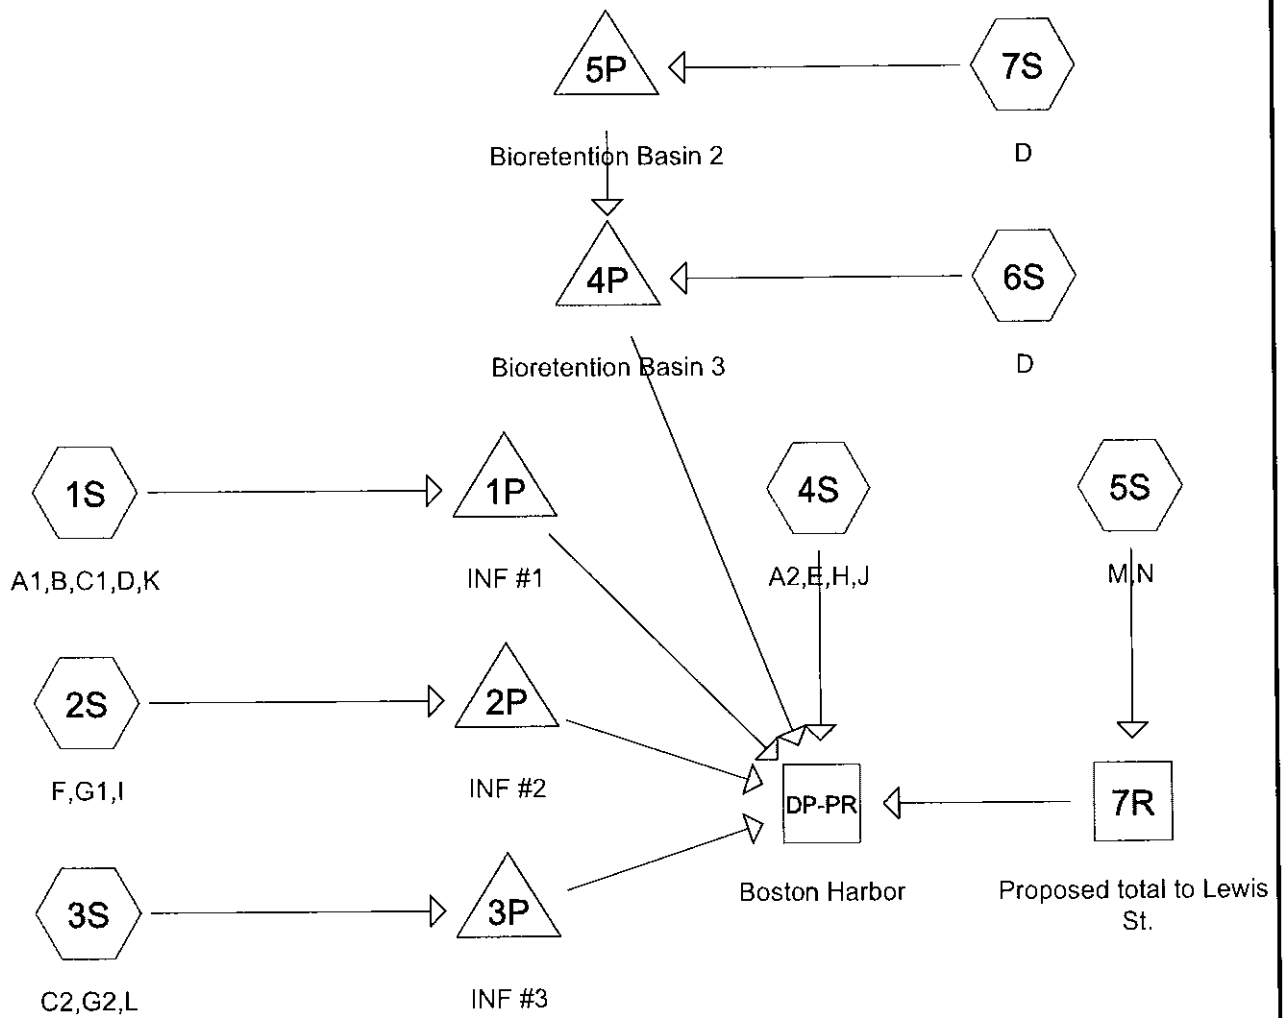 5P
7S
Bioretention Basin 2
D
4P
6S
Bioretention Basin 3
D
1S
1P
4S
5S
A1,B,C1,D,K
INF #1
A2,E,H,J
M,N
2S
2P
F,G1,I
INF #2
DP-PR
7R
Boston Harbor
Proposed total to Lewis
St.
3S
3P
C2,G2,L
INF #3